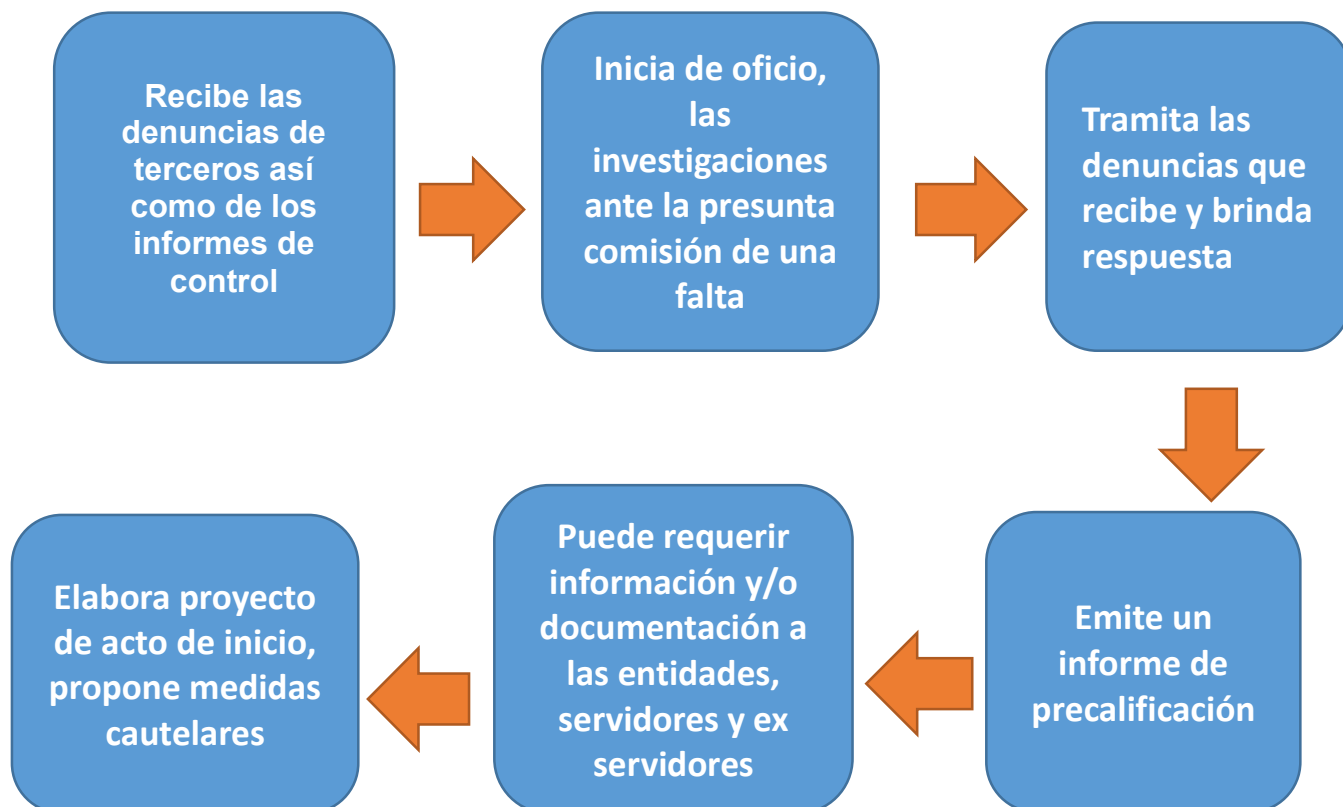 Recibe las
denuncias de
terceros así
como de los
informes de
control
Inicia de oficio,
las
investigaciones
ante la presunta
comisión de una
falta
Tramita las
denuncias que
recibe y brinda
respuesta
Emite un
informe de
precalificación
Puede requerir
información y/o
documentación a
las entidades,
servidores y ex
servidores
Elabora proyecto
de acto de inicio,
propone medidas
cautelares